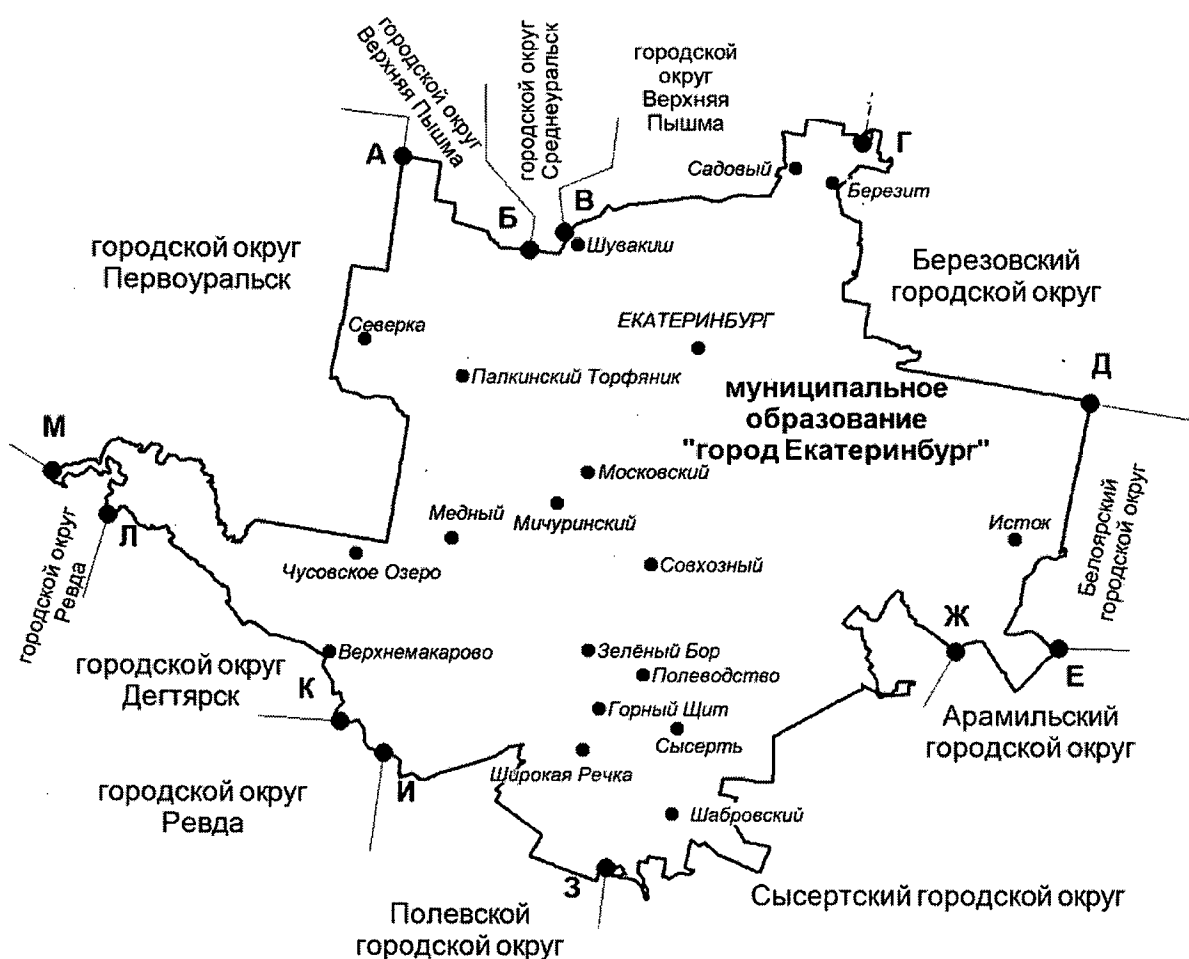 городской округ
Верхняя Пышма
городской округ
Среднеуральск
городской
округ
Верхняя
Пышма
А
Б
В
Г
Садовый
Березит
Шувакиш
городской округ
Первоуральск
Березовский
городской округ
Северка
ЕКАТЕРИНБУРГ
Палкинский Торфяник
Д
муниципальное
образование
"город Екатеринбург"
М
Московский
Мичуринский
Медный
Исток
Белоярский
городской округ
Л
городской округ
Ревда
Чусовское Озеро
Совхозный
Ж
Е
Верхнемакарово
Зелёный Бор
Полеводство
городской округ
Дегтярск
К
Горный Щит
Сысерть
Арамильский
городской округ
Широкая Речка
И
городской округ
Ревда
Шабровский
З
Сысертский городской округ
Полевской
городской округ